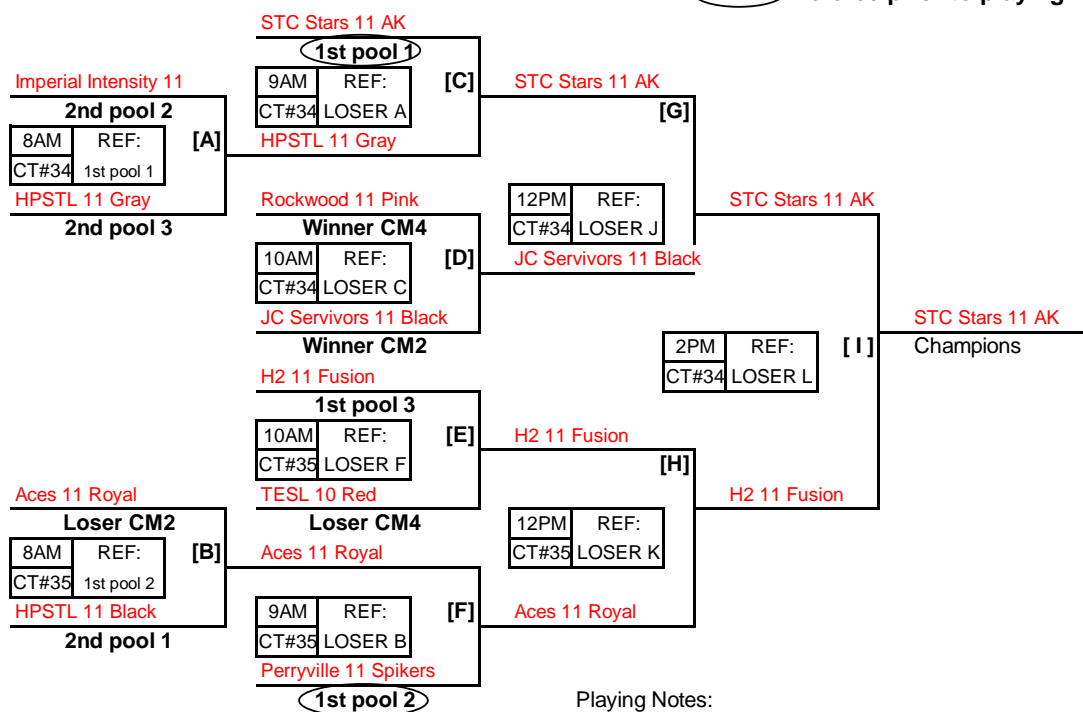 refs prior to playing
STC Stars 11 AK
1st pool 1
Imperial Intensity 11
9AM REF: [C] STC Stars 11 AK
2nd pool 2
CT#34 LOSER A
[G]
8AM REF: [A] HPSTL 11 Gray
CT#34 1st pool 1
HPSTL 11 Gray
2nd pool 3
Rockwood 11 Pink
12PM REF: STC Stars 11 AK
Winner CM4
CT#34 LOSER J
10AM REF: [D] JC Servivors 11 Black
CT#34 LOSER C
JC Servivors 11 Black
Winner CM2
STC Stars 11 AK
2PM REF: [ I ] Champions
CT#34 LOSER L
H2 11 Fusion
1st pool 3
10AM REF: [E] H2 11 Fusion
CT#35 LOSER F
[H]
Aces 11 Royal
TESL 10 Red
H2 11 Fusion
Loser CM2
Loser CM4
12PM REF:
CT#35 LOSER K
8AM REF: [B] Aces 11 Royal
CT#35 1st pool 2
HPSTL 11 Black
2nd pool 1
9AM REF: [F] Aces 11 Royal
CT#35 LOSER B
Perryville 11 Spikers
1st pool 2
Playing Notes: